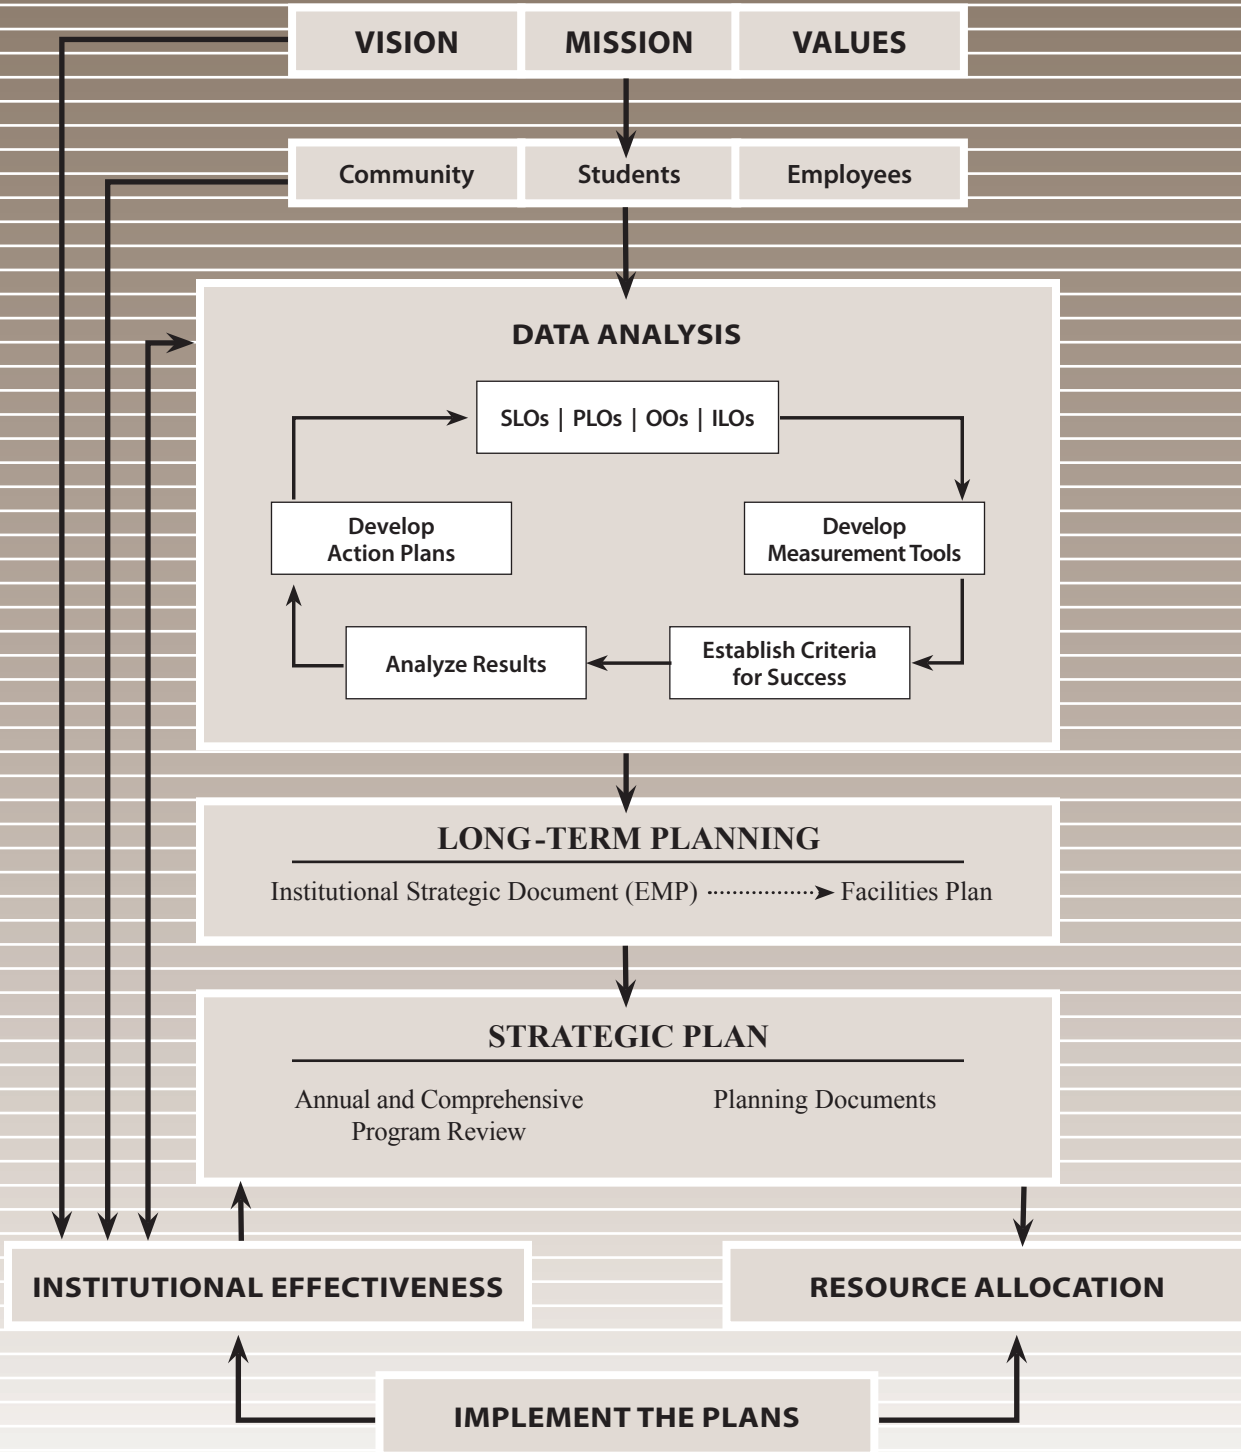 VISION
MISSION
VALUES
Community
Students
Employees
DATA ANALYSIS
SLOs | PLOs | OOs | ILOs
Develop
Action Plans
Develop
Measurement Tools
Analyze Results
Establish Criteria
for Success
LONG-TERM PLANNING
Institutional Strategic Document (EMP)
Facilities Plan
STRATEGIC PLAN
Annual and Comprehensive
Program Review
Planning Documents
INSTITUTIONAL EFFECTIVENESS
RESOURCE ALLOCATION
IMPLEMENT THE PLANS